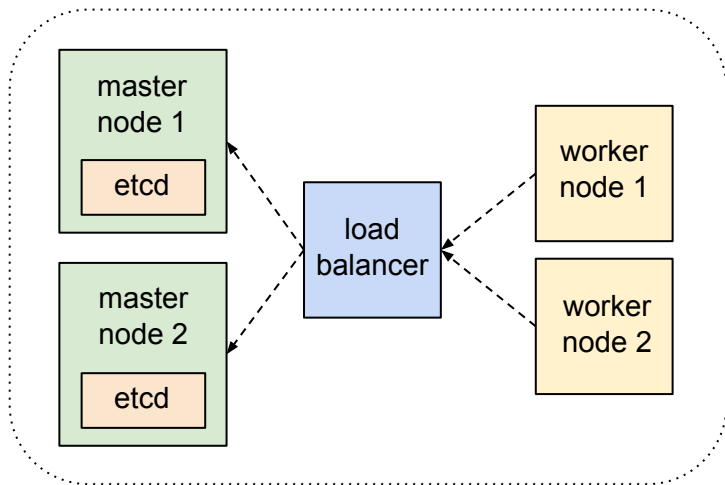 master
node 1
etcd
master
node 2
etcd
load
balancer
worker
node 1
worker
node 2